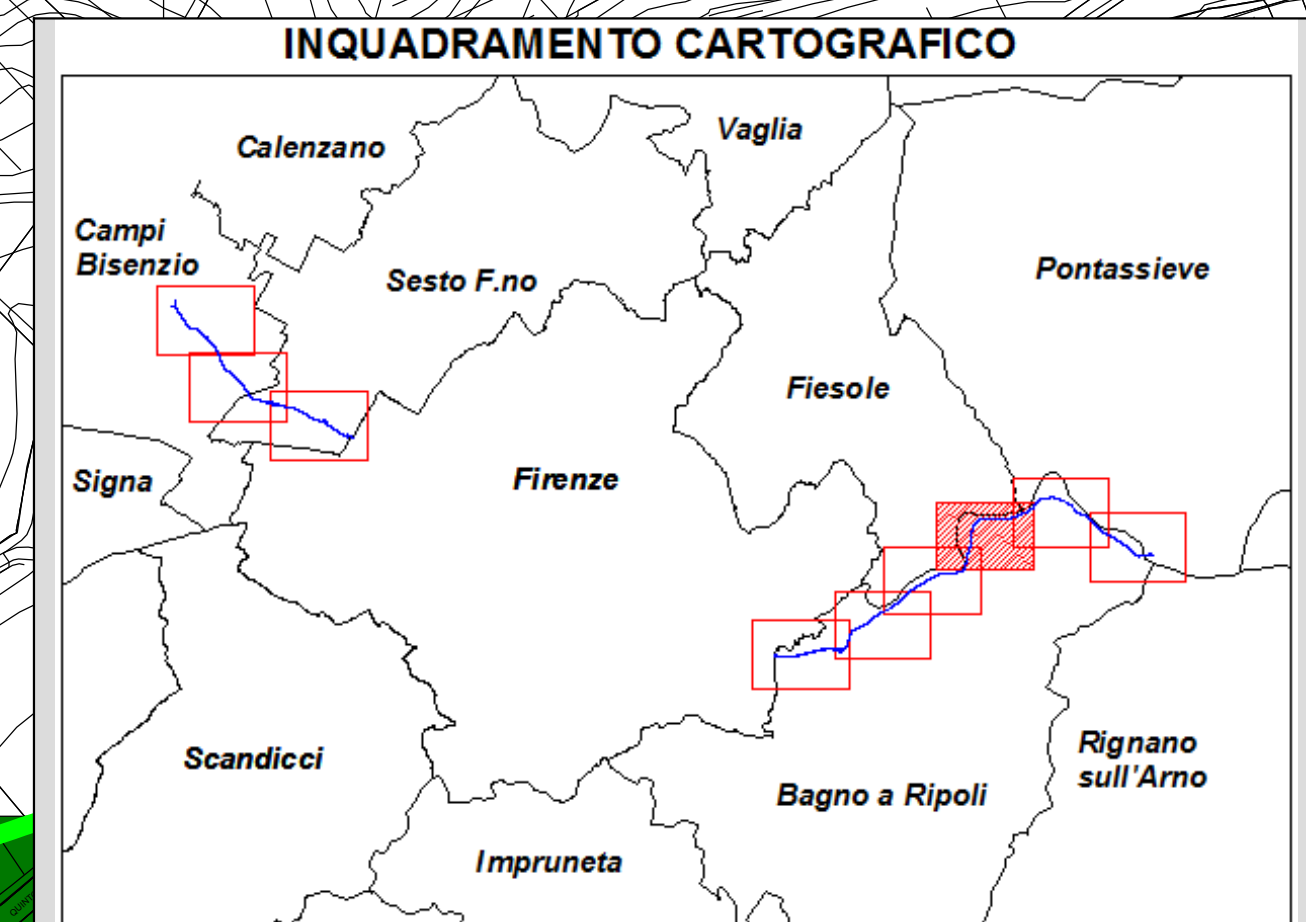 INQUADRAMENTO CARTOGRAFICO
Vaglia
Calenzano
Campi
Bisenzio
Sesto F.no
Pontassieve
Fiesole
Signa
Firenze
Scandicci
Rignano
sull'Arno
Bagno a Ripoli
Impruneta